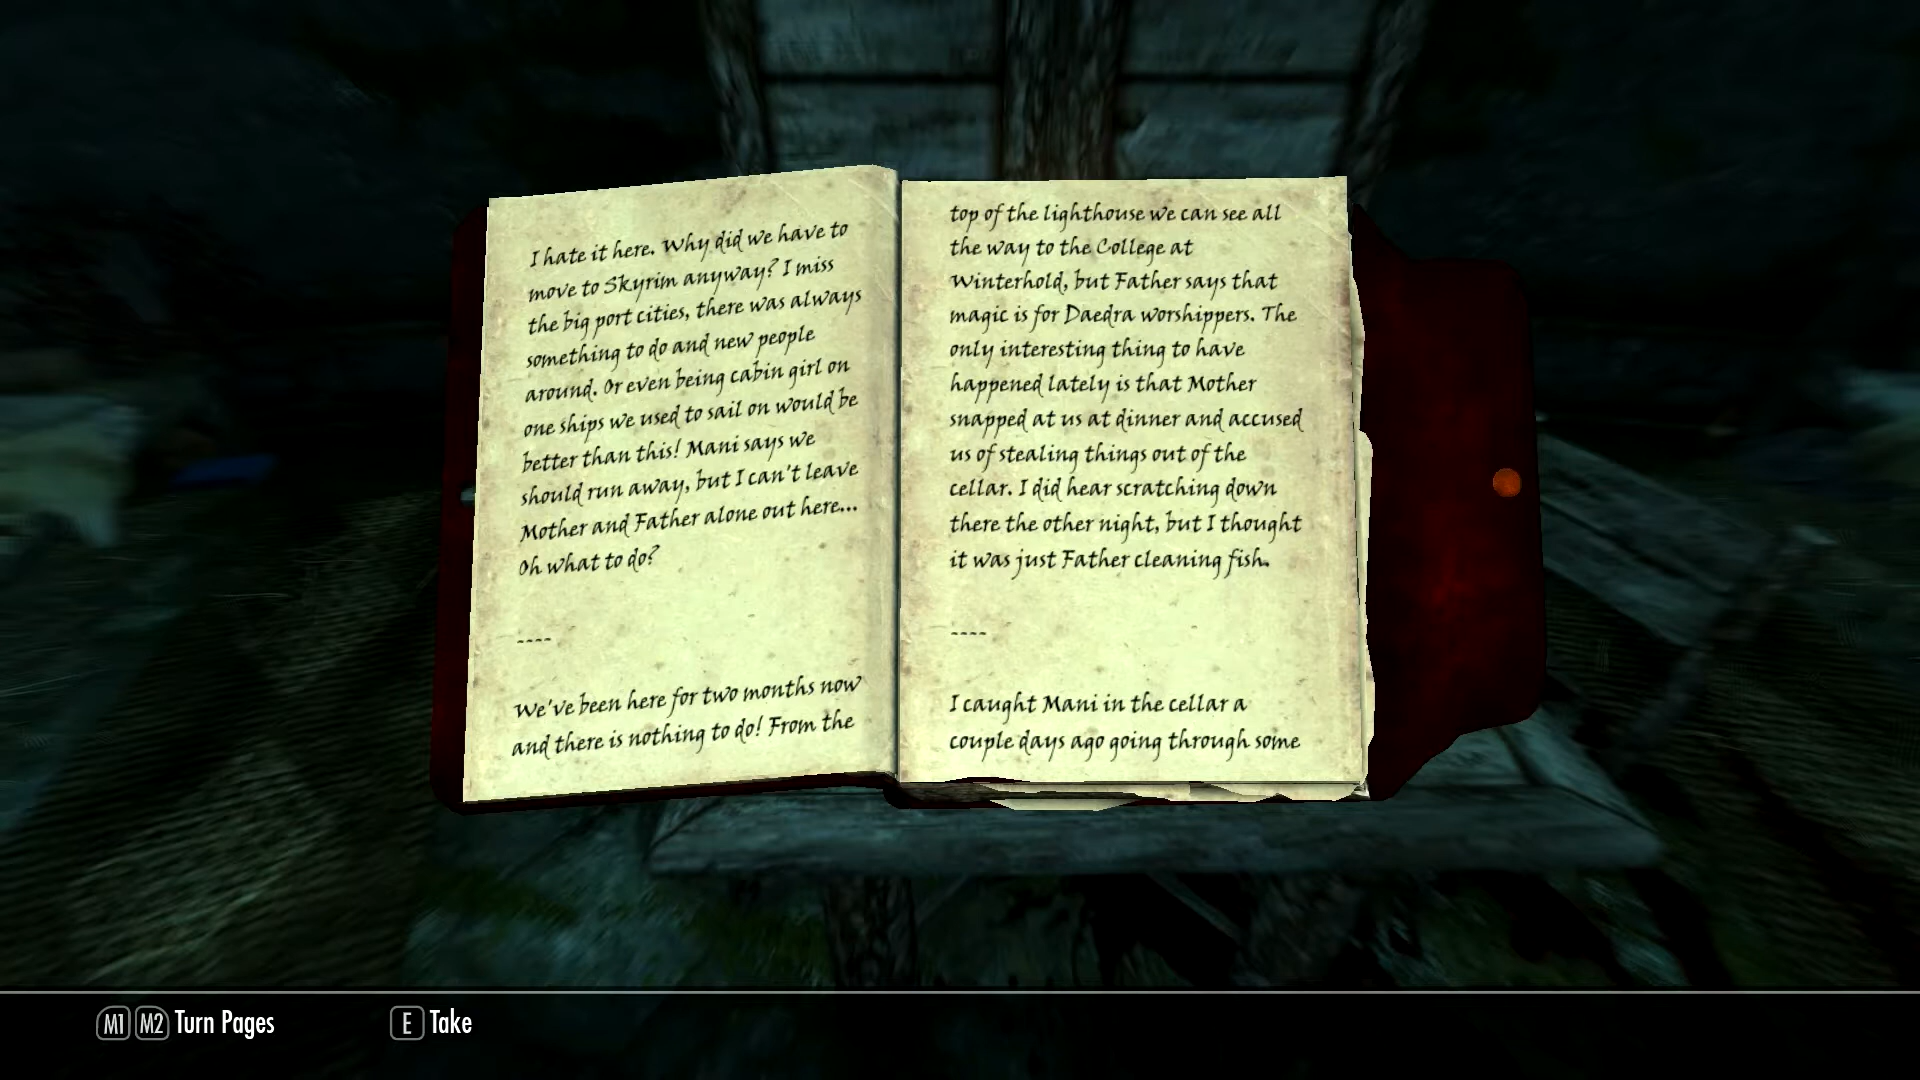 I hate it here. Why did we have to
move to Skyrim anyway? I miss
the big port cities, there was always
something to do and new people
around. Or even being cabin girl on
one ships we used to sail on would be
better than this! Mani says we
should run away, but I can't leave
Mother and Father alone out here...
Oh what to do?
----
We've been here for two months now
and there is nothing to do! From the
top of the lighthouse we can see all
the way to the College at
Winterhold, but Father says that
magic is for Daedra worshippers. The
only interesting thing to have
happened lately is that Mother
snapped at us at dinner and accused
us of stealing things out of the
cellar. I did hear scratching down
there the other night, but I thought
it was just Father cleaning fish.
----
I caught Mani in the cellar a
couple days ago going through some
M1 M2 Turn Pages
E Take